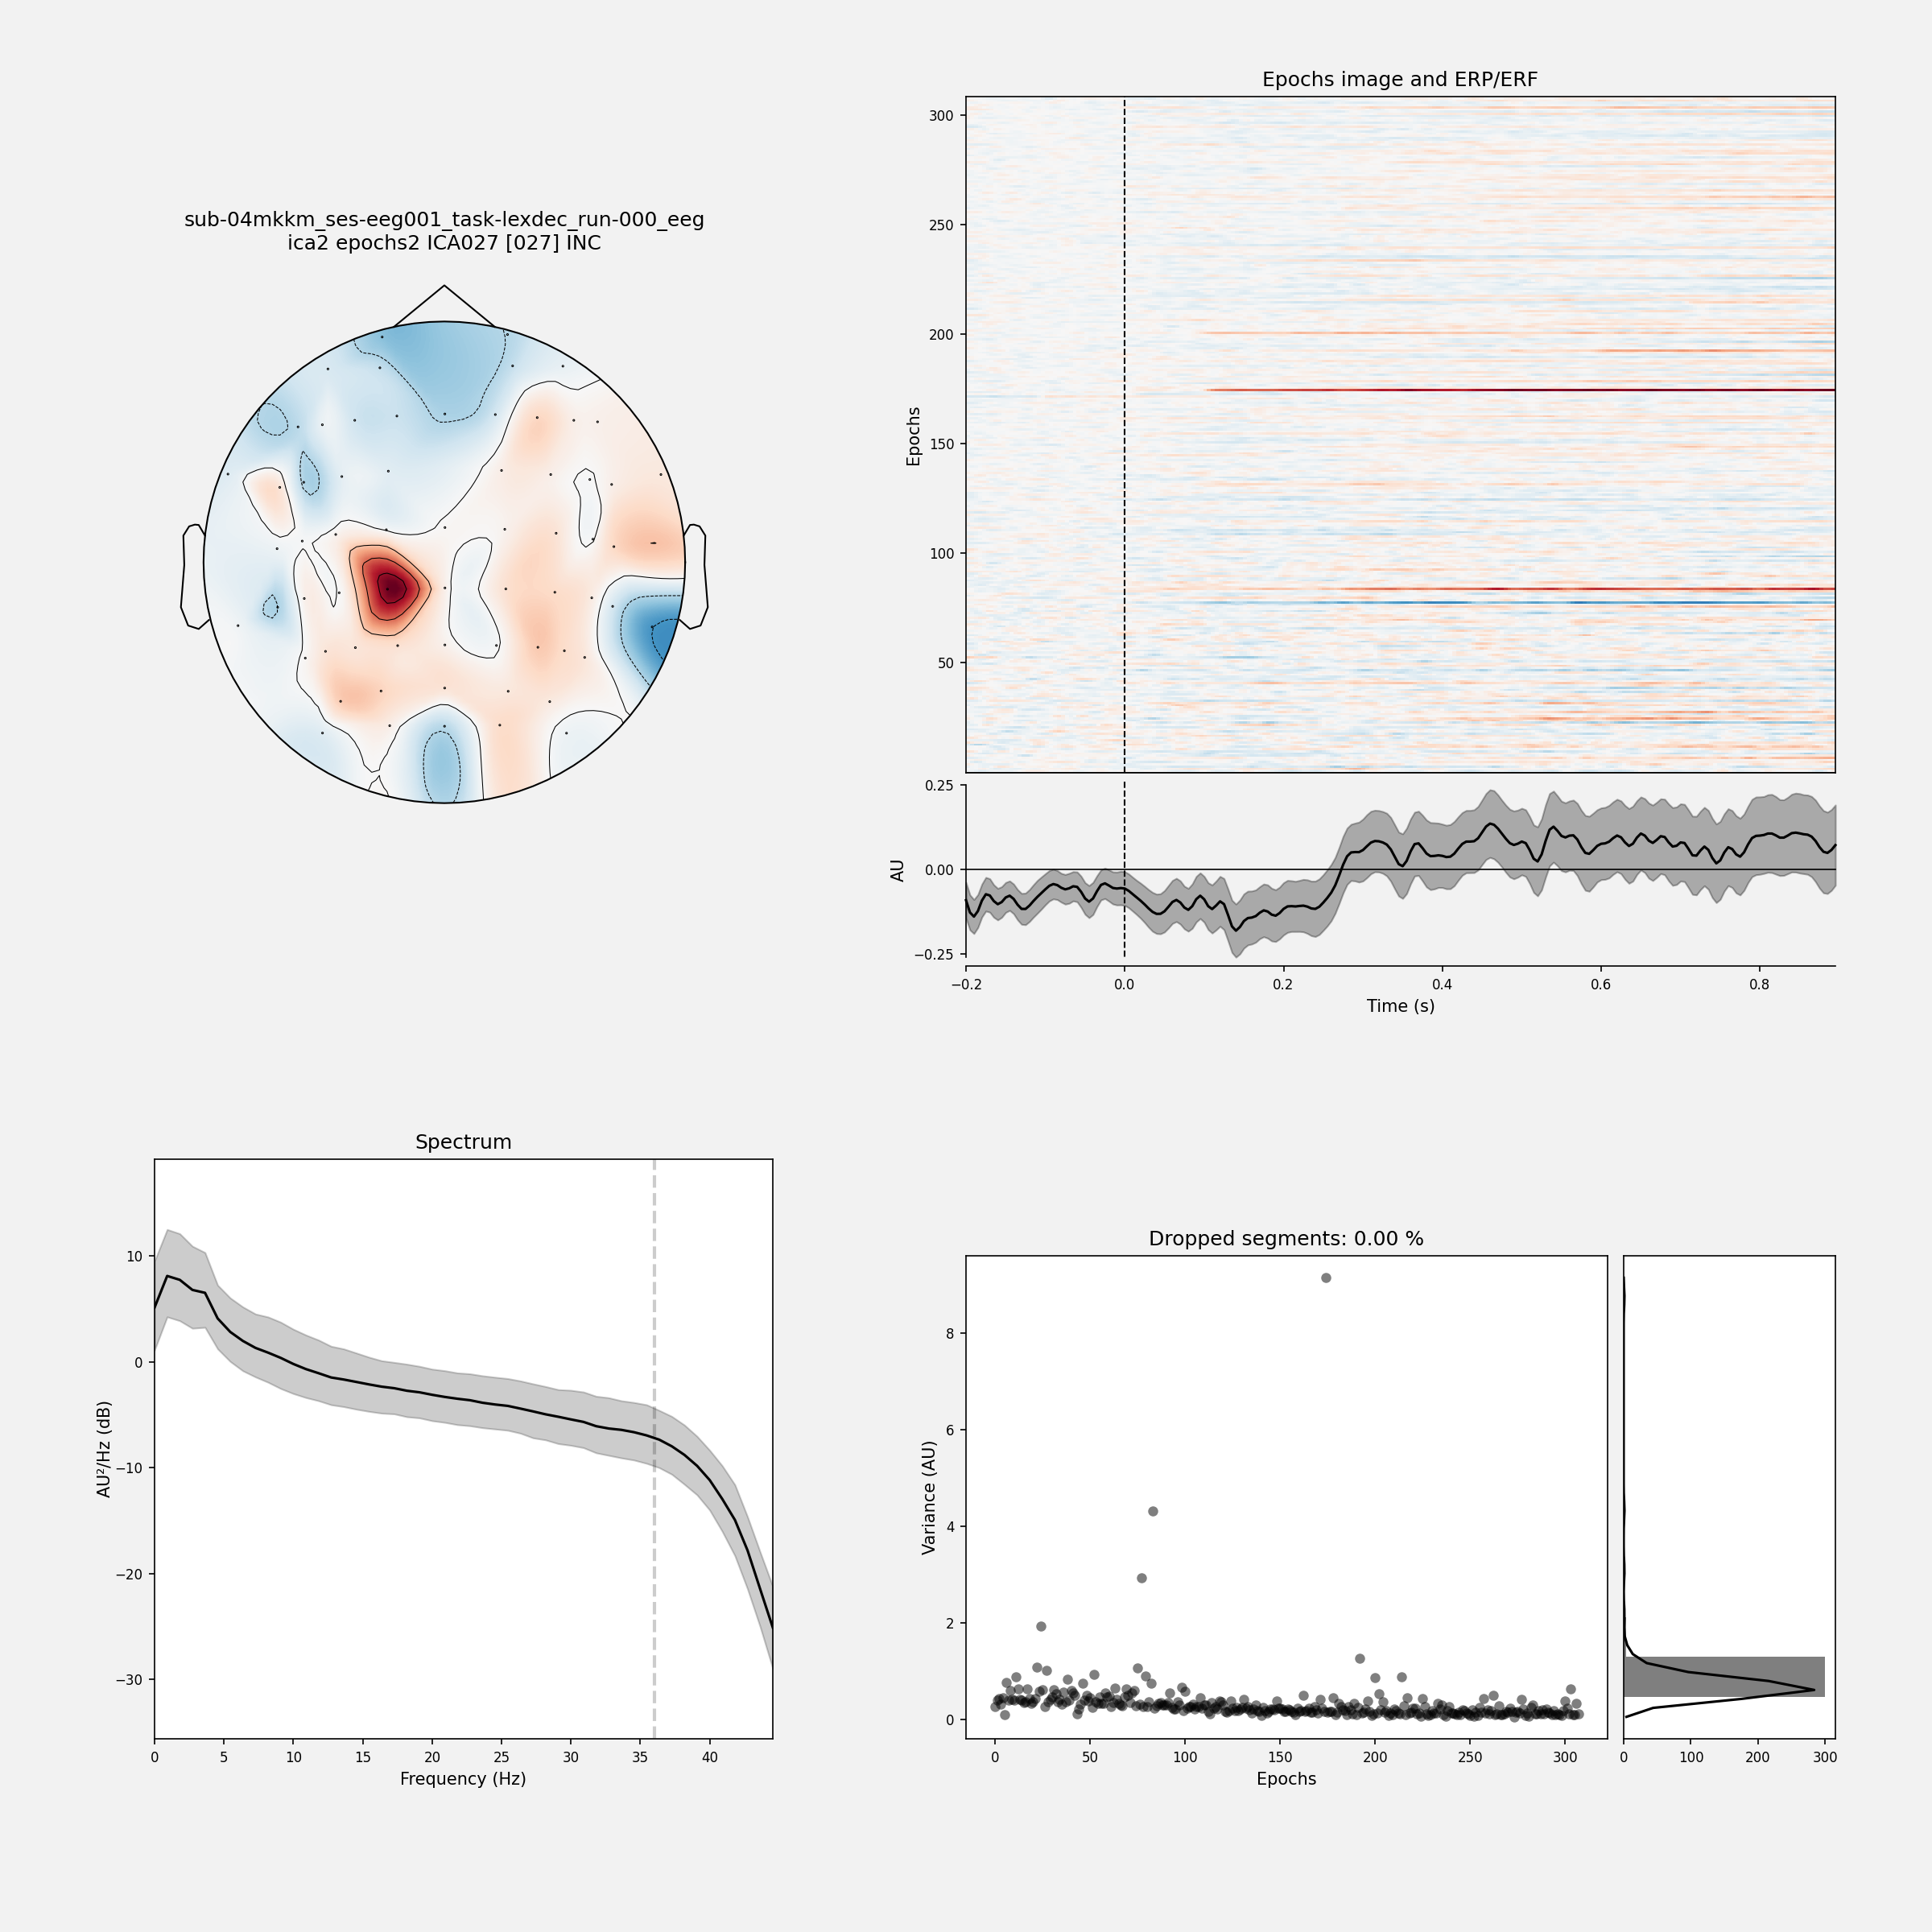 sub-04mkkm_ses-eeg001_task-lexdec_run-000_eeg
ica2 epochs2 ICA027 [027] INC
Epochs image and ERP/ERF
300
250
200
150
100
50
Epochs
0.25
0.00
−0.25
AU
−0.2 0.0 0.2 0.4 0.6 0.8
Time (s)
Spectrum
10
0
−10
−20
−30
AU²/Hz (dB)
0 5 10 15 20 25 30 35 40
Frequency (Hz)
Dropped segments: 0.00 %
8
6
4
2
0
Variance (AU)
0 50 100 150 200 250 300
Epochs
0 100 200 300